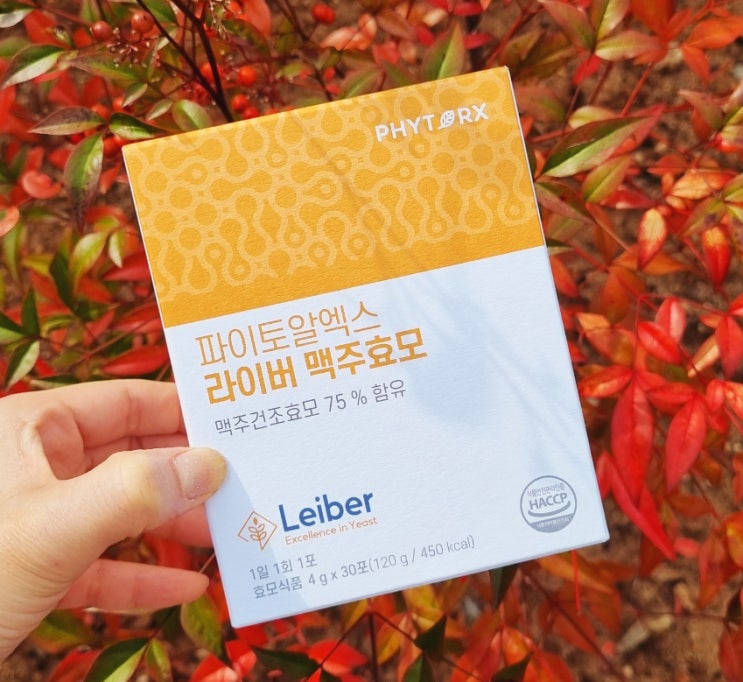 PHYTORX
파이토알엑스
라이버 맥주효모
맥주건조효모 75 % 함유
Leiber
Excellence in Yeast
1일 1회 1포
효모식품 4 g x 30포(120 g / 450 kcal)
HACCP